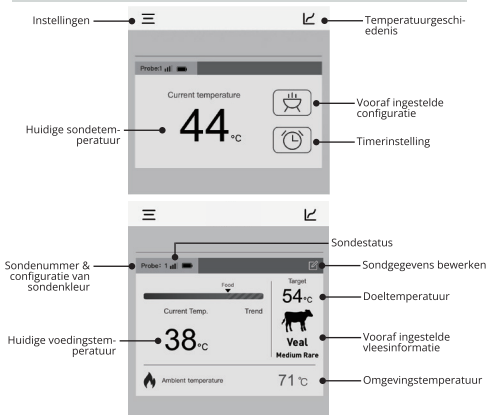 Instellingen
Temperatuurgeschi-
edenis
Probe:1
Current temperature
44°C
Huidige sondetem-
peratuur
Vooraf ingestelde
configuratie
Timerinstelling
Sondestatus
Sondenummer &
configuratie van
sondenkleur
Probe: 1
Sondgegevens bewerken
Food
Target
54°C
Doeltemperatuur
Current Temp.
Trend
38°C
Huidige voedingstem-
peratuur
Veal
Medium Rare
Vooraf ingestelde
vleesinformatie
Ambient temperature
71°C
Omgevingstemperatuur